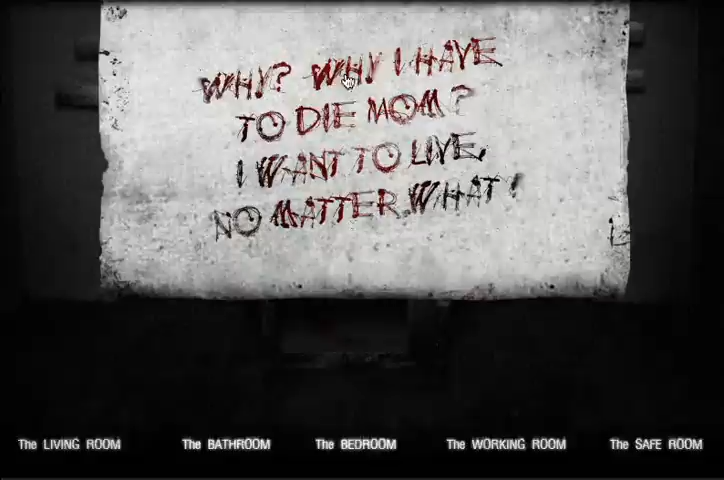 WHY? WHY I HAVE
TO DIE MOM?
I WANT TO LIVE,
NO MATTER WHAT!
The LIVING ROOM
The BATHROOM
The BEDROOM
The WORKING ROOM
The SAFE ROOM